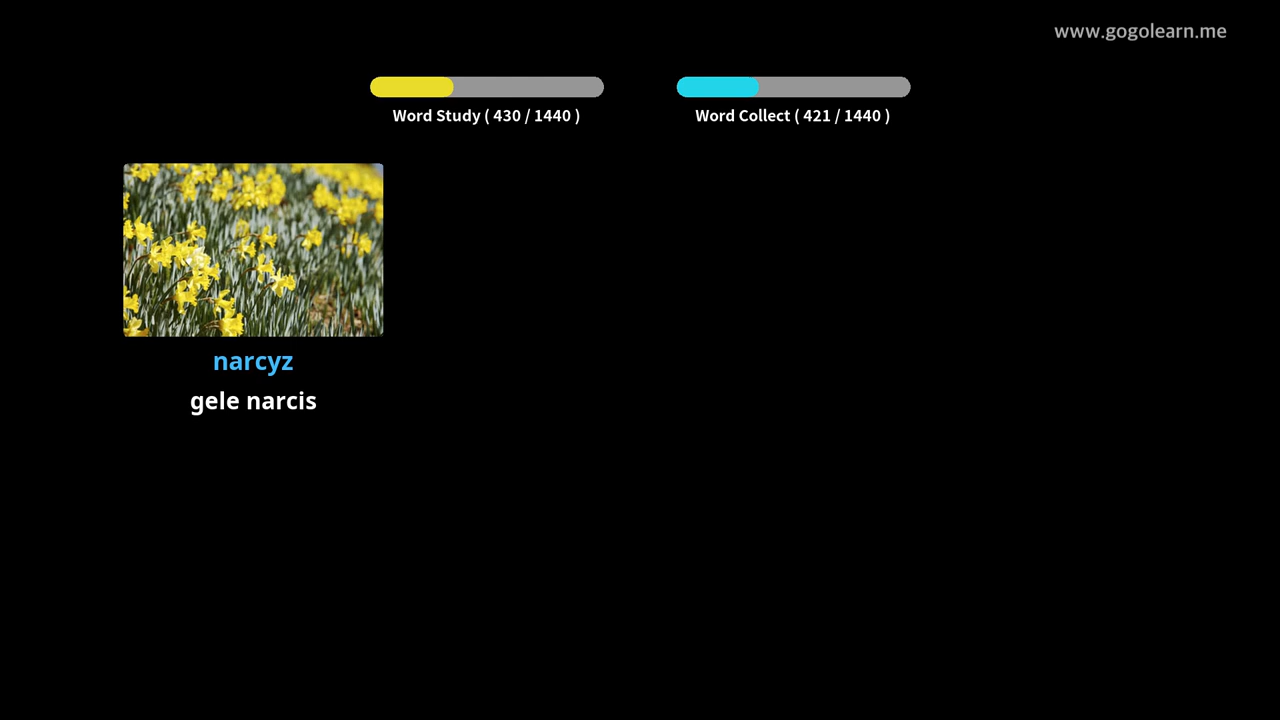 www.gogolearn.me
Word Study ( 430 / 1440 )
Word Collect ( 421 / 1440 )
narcyz
gele narcis